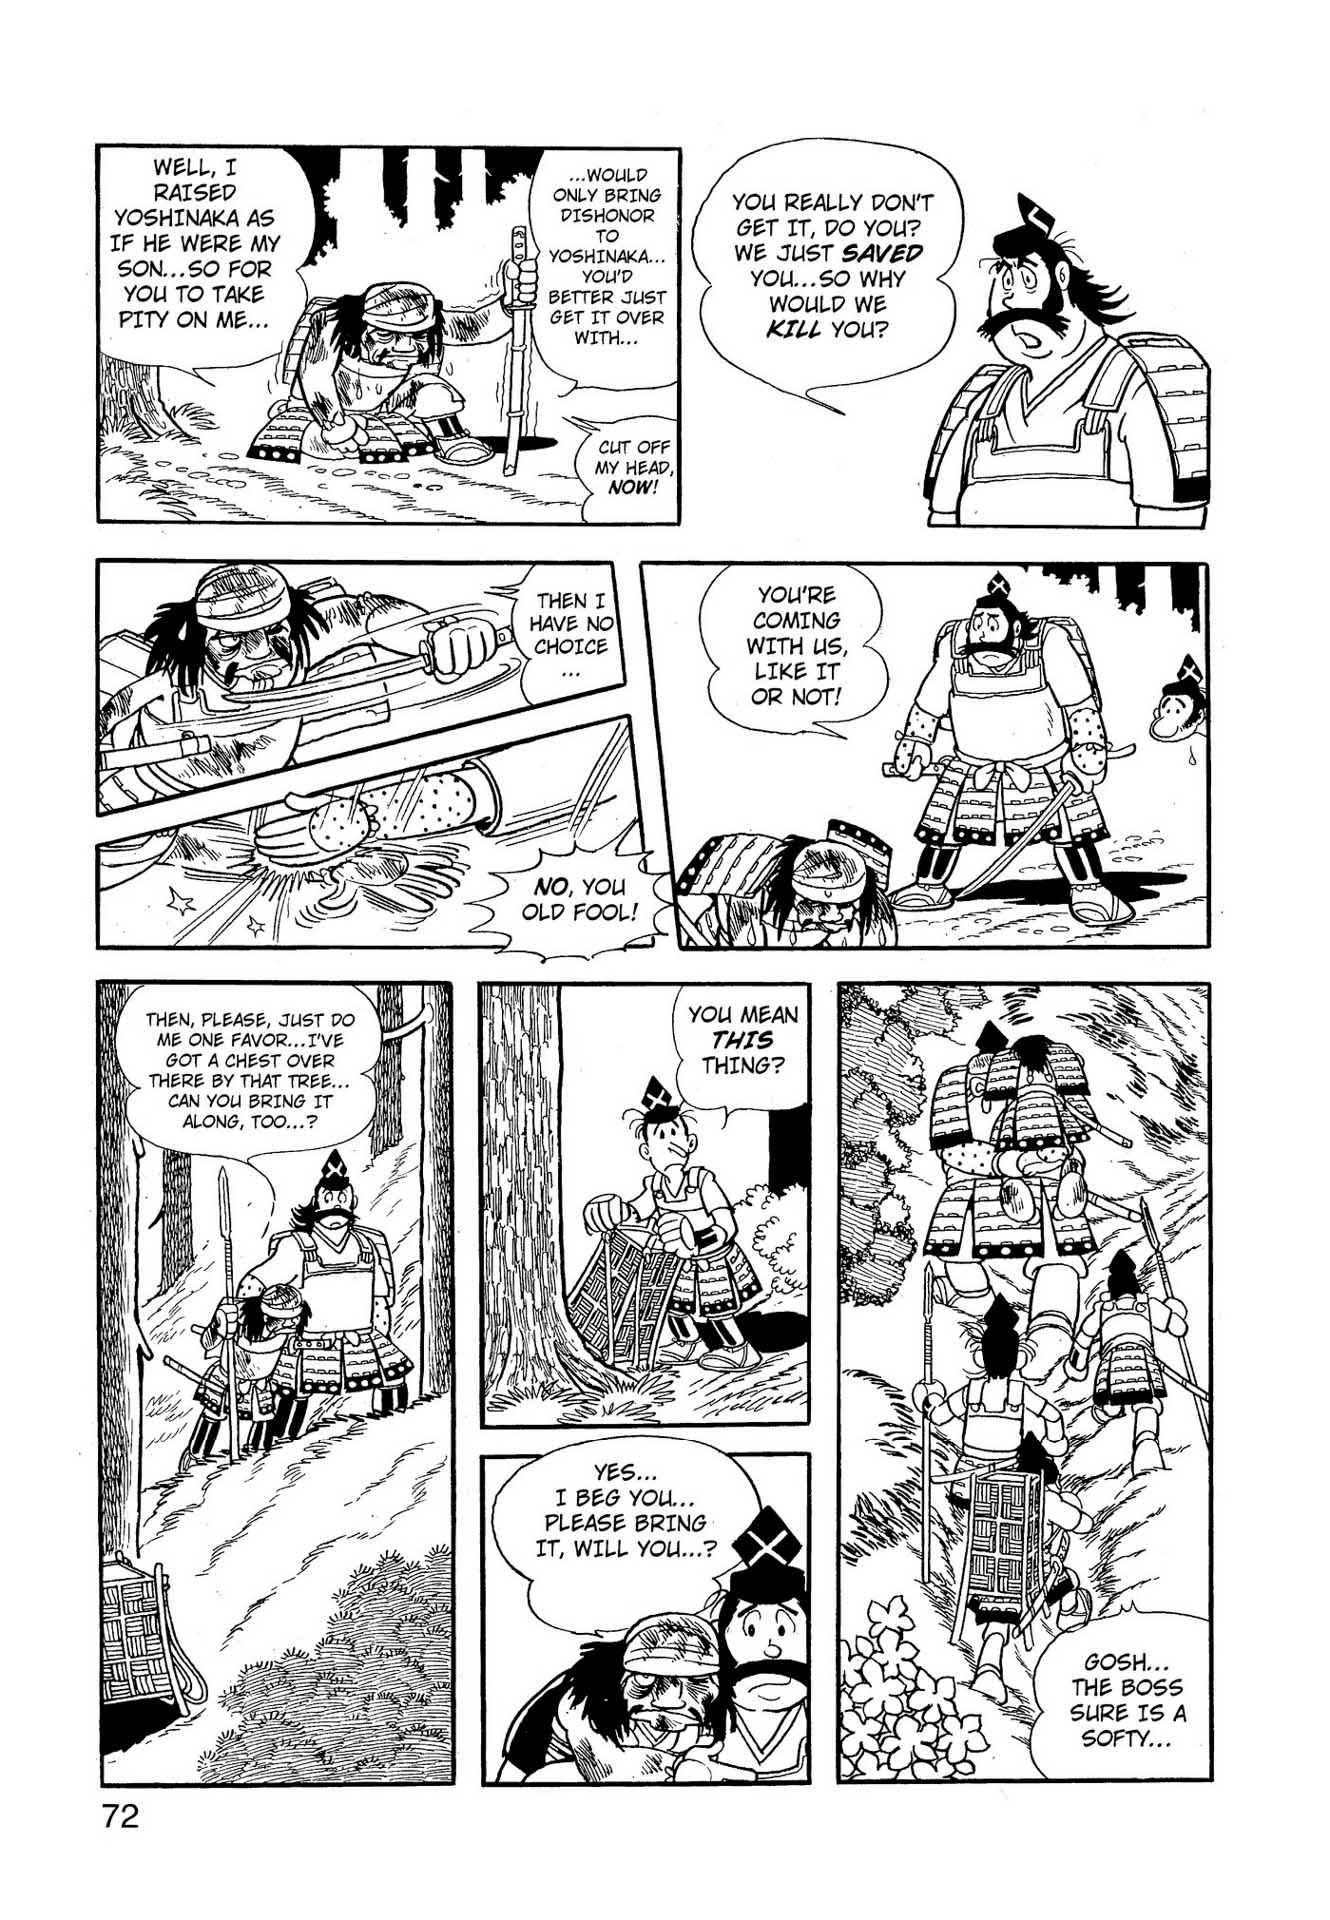 WELL, I
RAISED
YOSHINAKA AS
IF HE WERE MY
SON...SO FOR
YOU TO TAKE
PITY ON ME...
...WOULD
ONLY BRING
DISHONOR
TO
YOSHINAKA...
YOU'D
BETTER JUST
GET IT OVER
WITH...
CUT OFF
MY HEAD,
NOW!
YOU REALLY DON'T
GET IT, DO YOU?
WE JUST SAVED
YOU...SO WHY
WOULD WE
KILL YOU?
THEN I
HAVE NO
CHOICE
...
NO, YOU
OLD FOOL!
YOU'RE
COMING
WITH US,
LIKE IT
OR NOT!
THEN, PLEASE, JUST DO
ME ONE FAVOR...I'VE
GOT A CHEST OVER
THERE BY THAT TREE...
CAN YOU BRING IT
ALONG, TOO...?
YOU MEAN
THIS
THING?
YES...
I BEG YOU...
PLEASE BRING
IT, WILL YOU...?
GOSH...
THE BOSS
SURE IS A
SOFTY...
72